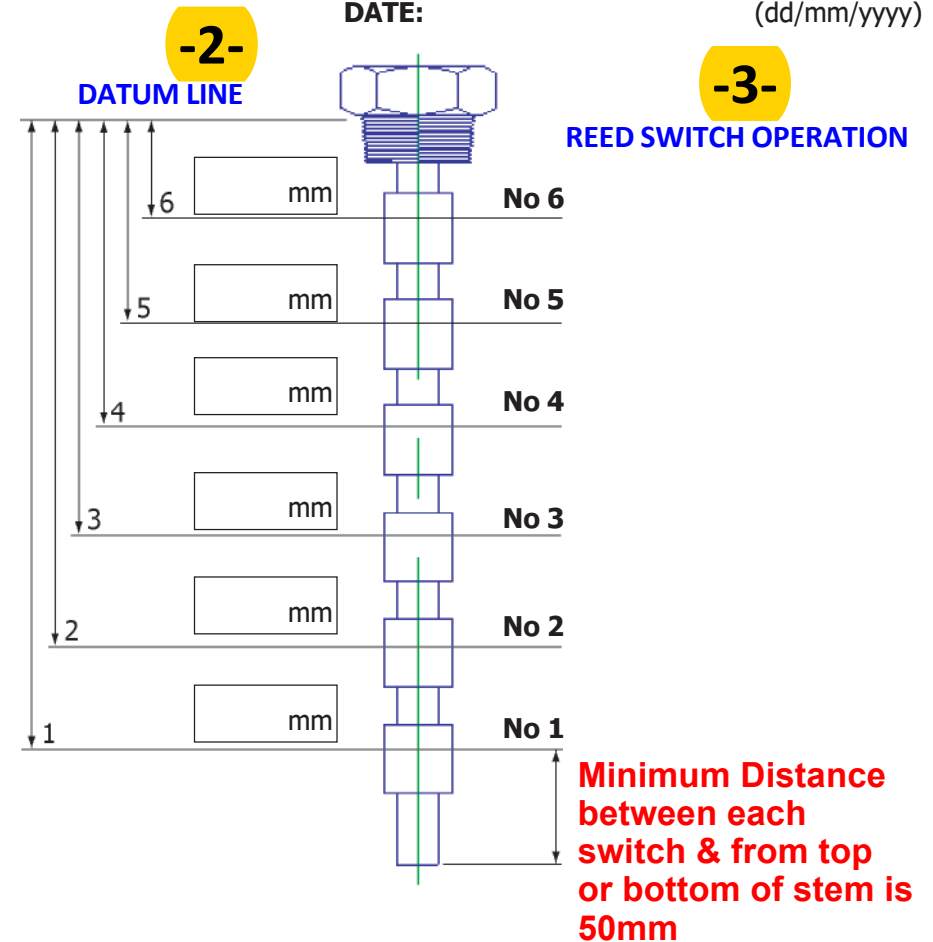 DATE: (dd/mm/yyyy)
-2-
DATUM LINE
-3-
REED SWITCH OPERATION
6 mm No 6
5 mm No 5
4 mm No 4
3 mm No 3
2 mm No 2
1 mm No 1
Minimum Distance
between each
switch & from top
or bottom of stem is
50mm